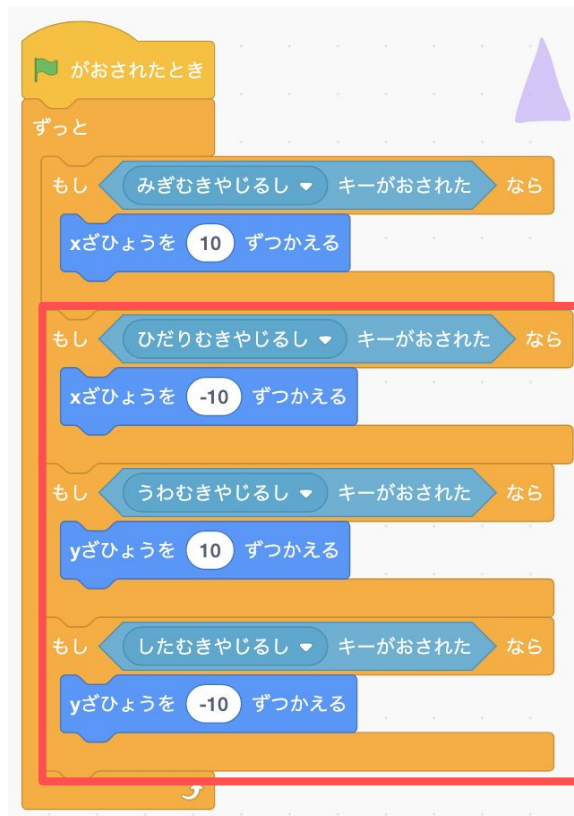 がおされたとき
ずっと
もし みぎむきやじるし キーがおされた なら
xざひょうを 10 ずつかえる
もし ひだりむきやじるし キーがおされた なら
xざひょうを -10 ずつかえる
もし うわむきやじるし キーがおされた なら
yざひょうを 10 ずつかえる
もし したむきやじるし キーがおされた なら
yざひょうを -10 ずつかえる